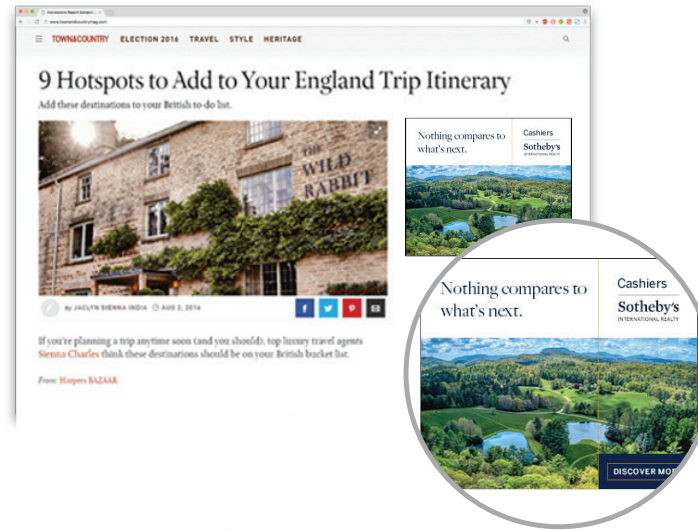 www.townandcountrymag.com
TOWN&COUNTRY ELECTION 2016 TRAVEL STYLE HERITAGE
9 Hotspots to Add to Your England Trip Itinerary
Add these destinations to your British to-do list.
THE
WILD
RABBIT
by JACLYN SIENNA INDIA AUG 2, 2016
If you're planning a trip anytime soon (and you should), top luxury travel agents
Sienna Charles think these destinations should be on your British bucket list.
From: Harpers BAZAAR
Nothing compares to
what's next.
Cashiers
Sotheby's
INTERNATIONAL REALTY
Nothing compares to
what's next.
Cashiers
Sotheby's
INTERNATIONAL REALTY
DISCOVER MO